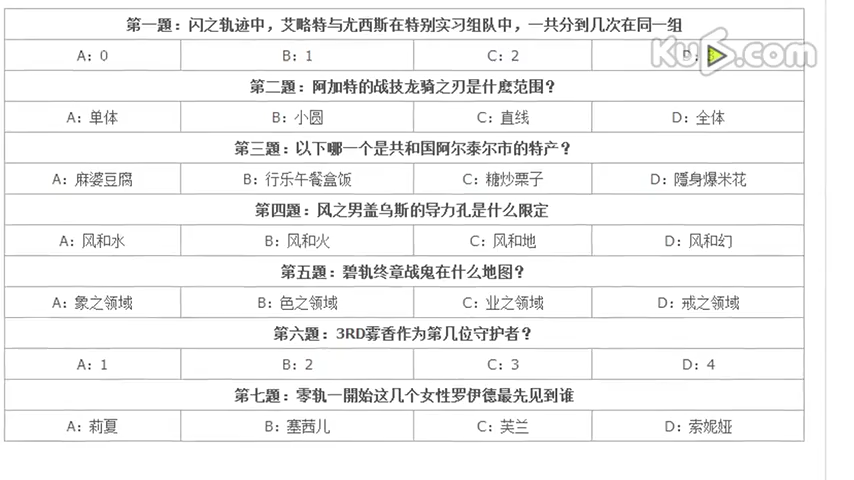 第一題：闪之轨迹中，艾略特与尤西斯在特别实习组队中，一共分到几次在同一组
A：0 B：1 C：2 D：
Ku6.com
第二題：阿加特的战技龙骑之刃是什麽范围？
A：单体 B：小圆 C：直线 D：全体
第三題：以下哪一个是共和国阿尔泰尔市的特产？
A：麻婆豆腐 B：行乐午餐盒饭 C：糖炒栗子 D：隱身爆米花
第四題：风之男盖乌斯的导力孔是什么限定
A：风和水 B：风和火 C：风和地 D：风和幻
第五題：碧轨终章战鬼在什么地图？
A：象之领域 B：色之领域 C：业之领域 D：戒之领域
第六題：3RD雾香作为第几位守护者？
A：1 B：2 C：3 D：4
第七題：零轨一開始这几个女性罗伊德最先见到谁
A：莉夏 B：塞茜儿 C：芙兰 D：索妮娅